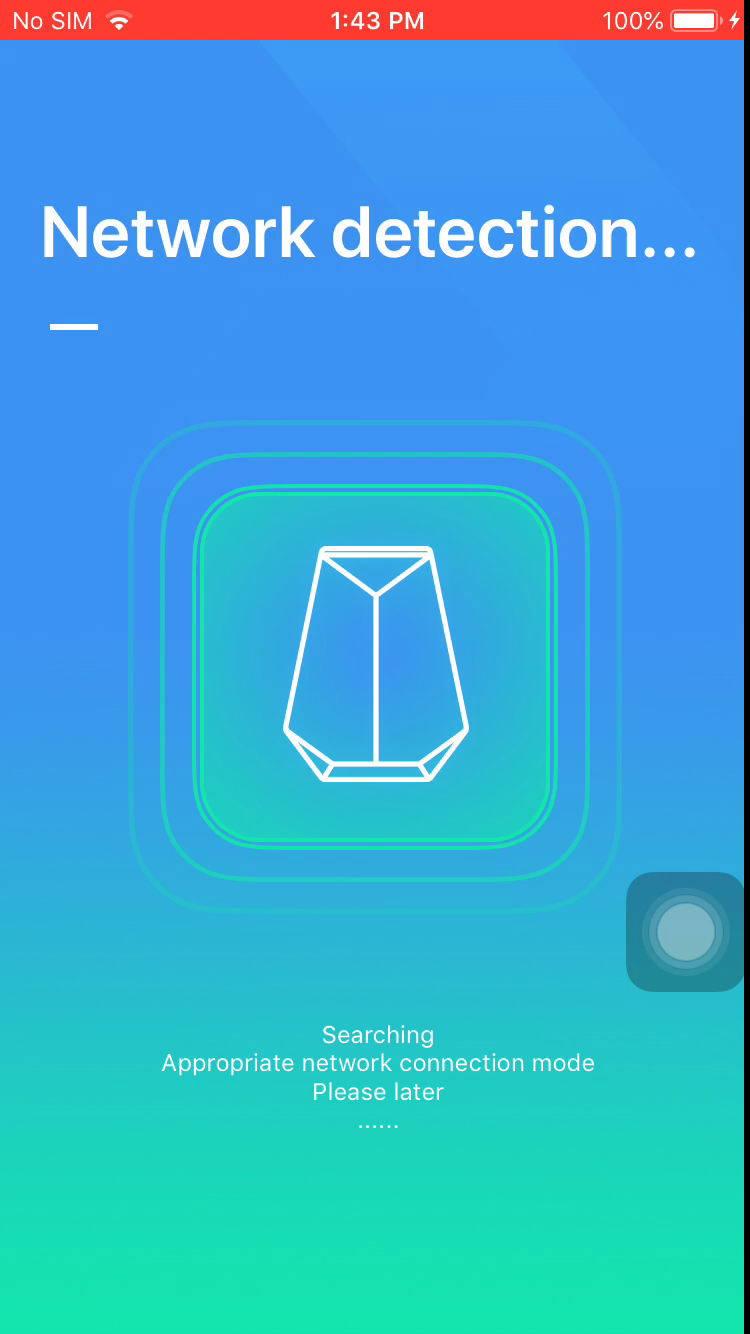 No SIM 1:43 PM 100%
Network detection...
Searching
Appropriate network connection mode
Please later
......